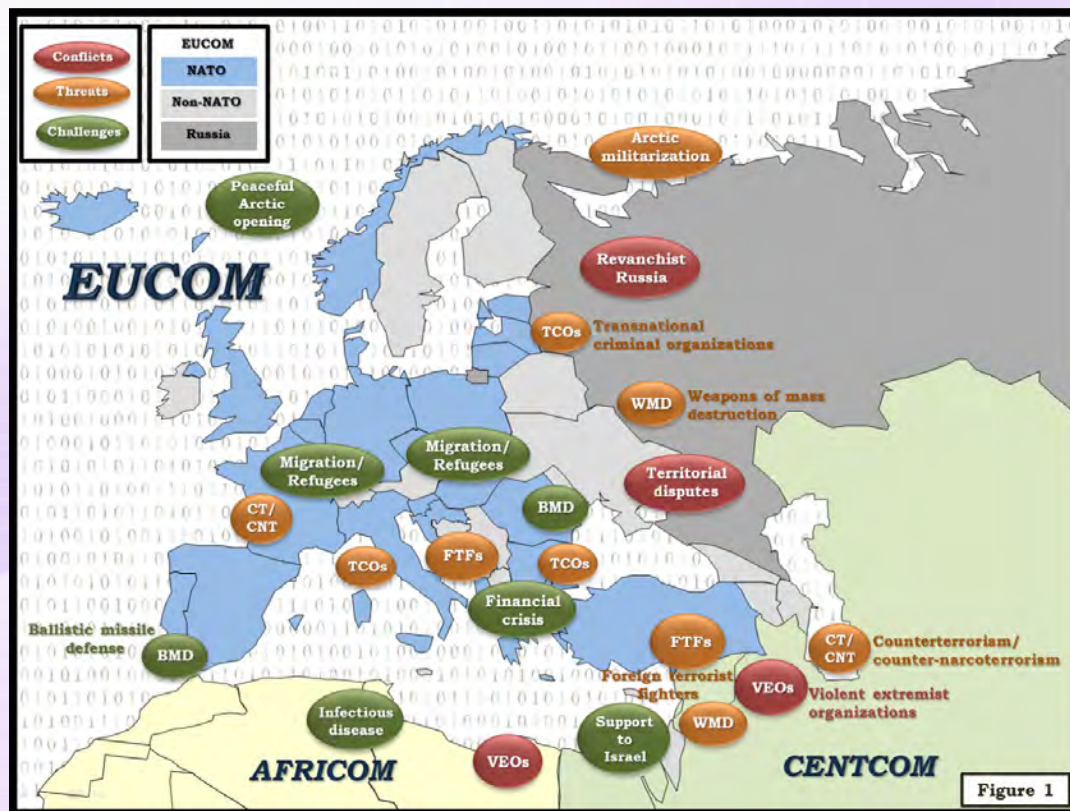 Conflicts
Threats
Challenges
EUCOM
NATO
Non-NATO
Russia
Arctic
militarization
Peaceful
Arctic
opening
EUCOM
Revanchist
Russia
TCOs
Transnational
criminal organizations
WMD
Weapons of mass
destruction
Migration/
Refugees
Migration/
Refugees
Territorial
disputes
CT/
CNT
BMD
TCOs
FTFs
TCOs
Financial
crisis
Ballistic missile
defense
BMD
FTFs
Foreign terrorist
fighters
CT/
CNT
Counterterrorism/
counter-narcoterrorism
VEOs
Violent extremist
organizations
Infectious
disease
Support
to
Israel
WMD
VEOs
AFRICOM
CENTCOM
Figure 1